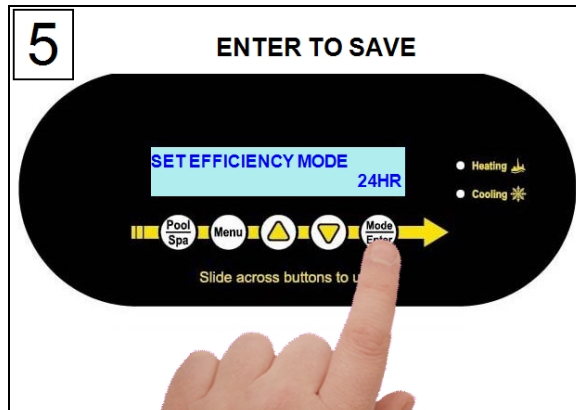 5
ENTER TO SAVE
SET EFFICIENCY MODE
24HR
Heating
Cooling
Pool
Spa
Menu
Mode
Enter
Slide across buttons to u